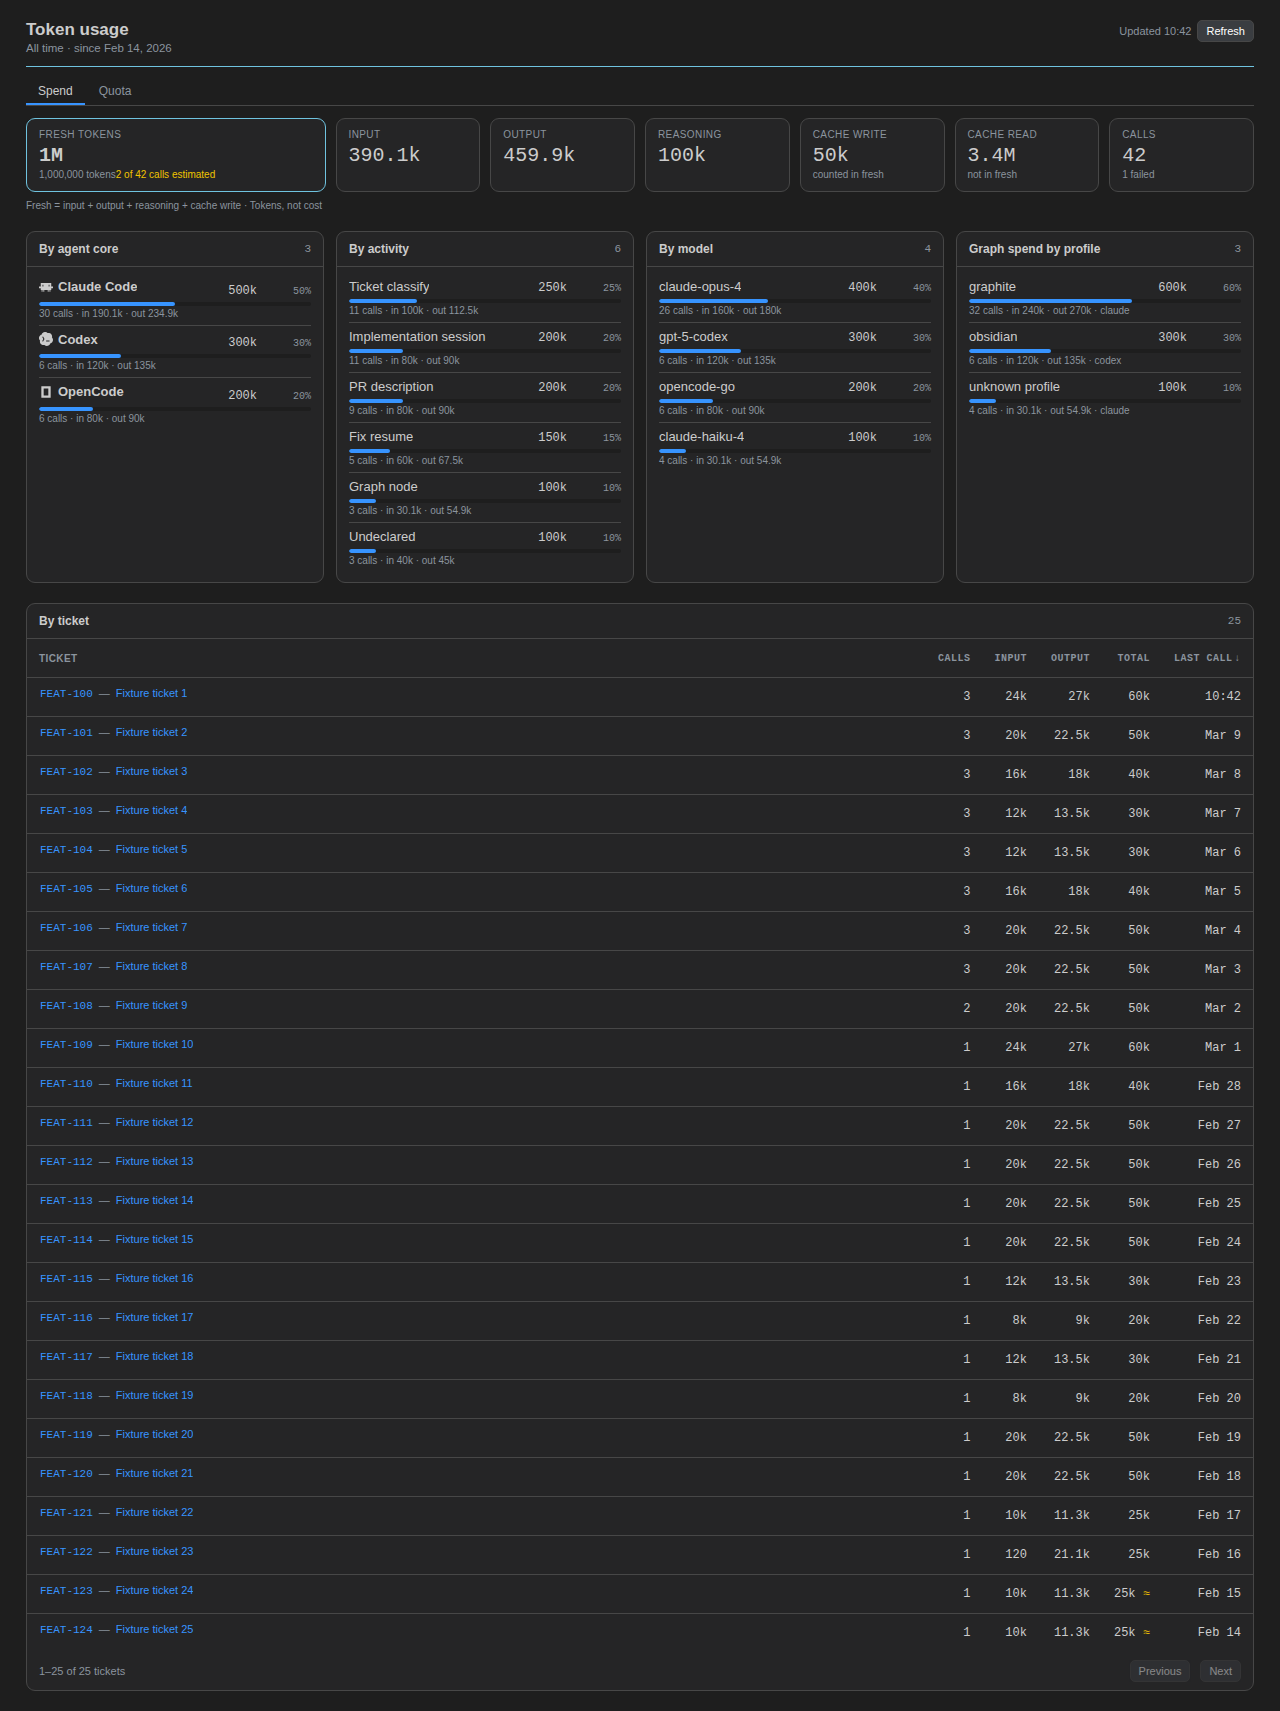 Token usage
All time · since Feb 14, 2026
Updated 10:42 Refresh
Spend Quota
FRESH TOKENS
1M
1,000,000 tokens2 of 42 calls estimated
INPUT
390.1k
OUTPUT
459.9k
REASONING
100k
CACHE WRITE
50k
counted in fresh
CACHE READ
3.4M
not in fresh
CALLS
42
1 failed
Fresh = input + output + reasoning + cache write · Tokens, not cost
By agent core 3
Claude Code 500k 50%
30 calls · in 190.1k · out 234.9k
Codex 300k 30%
6 calls · in 120k · out 135k
OpenCode 200k 20%
6 calls · in 80k · out 90k
By activity 6
Ticket classify 250k 25%
11 calls · in 100k · out 112.5k
Implementation session 200k 20%
11 calls · in 80k · out 90k
PR description 200k 20%
9 calls · in 80k · out 90k
Fix resume 150k 15%
5 calls · in 60k · out 67.5k
Graph node 100k 10%
3 calls · in 30.1k · out 54.9k
Undeclared 100k 10%
3 calls · in 40k · out 45k
By model 4
claude-opus-4 400k 40%
26 calls · in 160k · out 180k
gpt-5-codex 300k 30%
6 calls · in 120k · out 135k
opencode-go 200k 20%
6 calls · in 80k · out 90k
claude-haiku-4 100k 10%
4 calls · in 30.1k · out 54.9k
Graph spend by profile 3
graphite 600k 60%
32 calls · in 240k · out 270k · claude
obsidian 300k 30%
6 calls · in 120k · out 135k · codex
unknown profile 100k 10%
4 calls · in 30.1k · out 54.9k · claude
By ticket 25
TICKET CALLS INPUT OUTPUT TOTAL LAST CALL ↓
FEAT-100 — Fixture ticket 1 3 24k 27k 60k 10:42
FEAT-101 — Fixture ticket 2 3 20k 22.5k 50k Mar 9
FEAT-102 — Fixture ticket 3 3 16k 18k 40k Mar 8
FEAT-103 — Fixture ticket 4 3 12k 13.5k 30k Mar 7
FEAT-104 — Fixture ticket 5 3 12k 13.5k 30k Mar 6
FEAT-105 — Fixture ticket 6 3 16k 18k 40k Mar 5
FEAT-106 — Fixture ticket 7 3 20k 22.5k 50k Mar 4
FEAT-107 — Fixture ticket 8 3 20k 22.5k 50k Mar 3
FEAT-108 — Fixture ticket 9 2 20k 22.5k 50k Mar 2
FEAT-109 — Fixture ticket 10 1 24k 27k 60k Mar 1
FEAT-110 — Fixture ticket 11 1 16k 18k 40k Feb 28
FEAT-111 — Fixture ticket 12 1 20k 22.5k 50k Feb 27
FEAT-112 — Fixture ticket 13 1 20k 22.5k 50k Feb 26
FEAT-113 — Fixture ticket 14 1 20k 22.5k 50k Feb 25
FEAT-114 — Fixture ticket 15 1 20k 22.5k 50k Feb 24
FEAT-115 — Fixture ticket 16 1 12k 13.5k 30k Feb 23
FEAT-116 — Fixture ticket 17 1 8k 9k 20k Feb 22
FEAT-117 — Fixture ticket 18 1 12k 13.5k 30k Feb 21
FEAT-118 — Fixture ticket 19 1 8k 9k 20k Feb 20
FEAT-119 — Fixture ticket 20 1 20k 22.5k 50k Feb 19
FEAT-120 — Fixture ticket 21 1 20k 22.5k 50k Feb 18
FEAT-121 — Fixture ticket 22 1 10k 11.3k 25k Feb 17
FEAT-122 — Fixture ticket 23 1 120 21.1k 25k Feb 16
FEAT-123 — Fixture ticket 24 1 10k 11.3k 25k ≈ Feb 15
FEAT-124 — Fixture ticket 25 1 10k 11.3k 25k ≈ Feb 14
1–25 of 25 tickets Previous Next